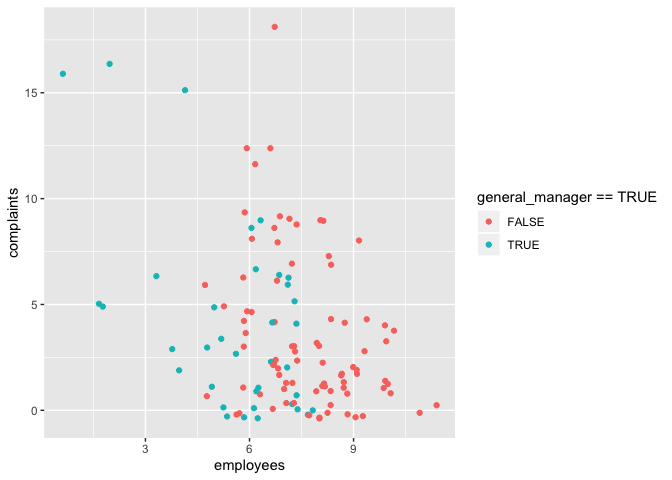 complaints
15
10
5
0
3
6
9
employees
general_manager == TRUE
FALSE
TRUE